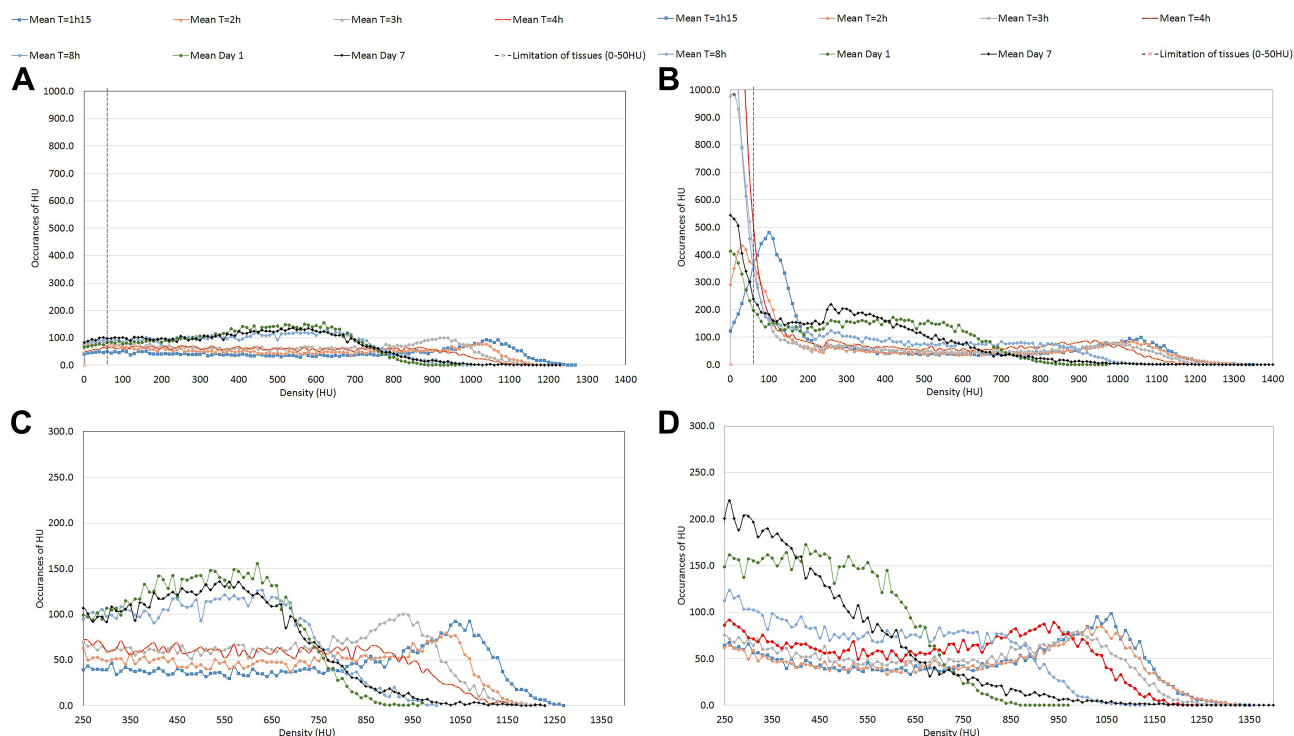 Mean T=1h15 Mean T=2h Mean T=3h Mean T=4h Mean T=1h15 Mean T=2h Mean T=3h Mean T=4h
Mean T=8h Mean Day 1 Mean Day 7 Limitation of tissues (0-50HU) Mean T=8h Mean Day 1 Mean Day 7 Limitation of tissues (0-50HU)
A
1000.0
900.0
800.0
700.0
600.0
500.0
400.0
300.0
200.0
100.0
0.0
Occurances of HU
0 100 200 300 400 500 600 700 800 900 1000 1100 1200 1300 1400
Density (HU)
B
1000.0
900.0
800.0
700.0
600.0
500.0
400.0
300.0
200.0
100.0
0.0
Occurances of HU
0 100 200 300 400 500 600 700 800 900 1000 1100 1200 1300 1400
Density (HU)
C
300.0
250.0
200.0
150.0
100.0
50.0
0.0
Occurances of HU
250 350 450 550 650 750 850 950 1050 1150 1250 1350
Density (HU)
D
300.0
250.0
200.0
150.0
100.0
50.0
0.0
Occurances of HU
250 350 450 550 650 750 850 950 1050 1150 1250 1350
Density (HU)